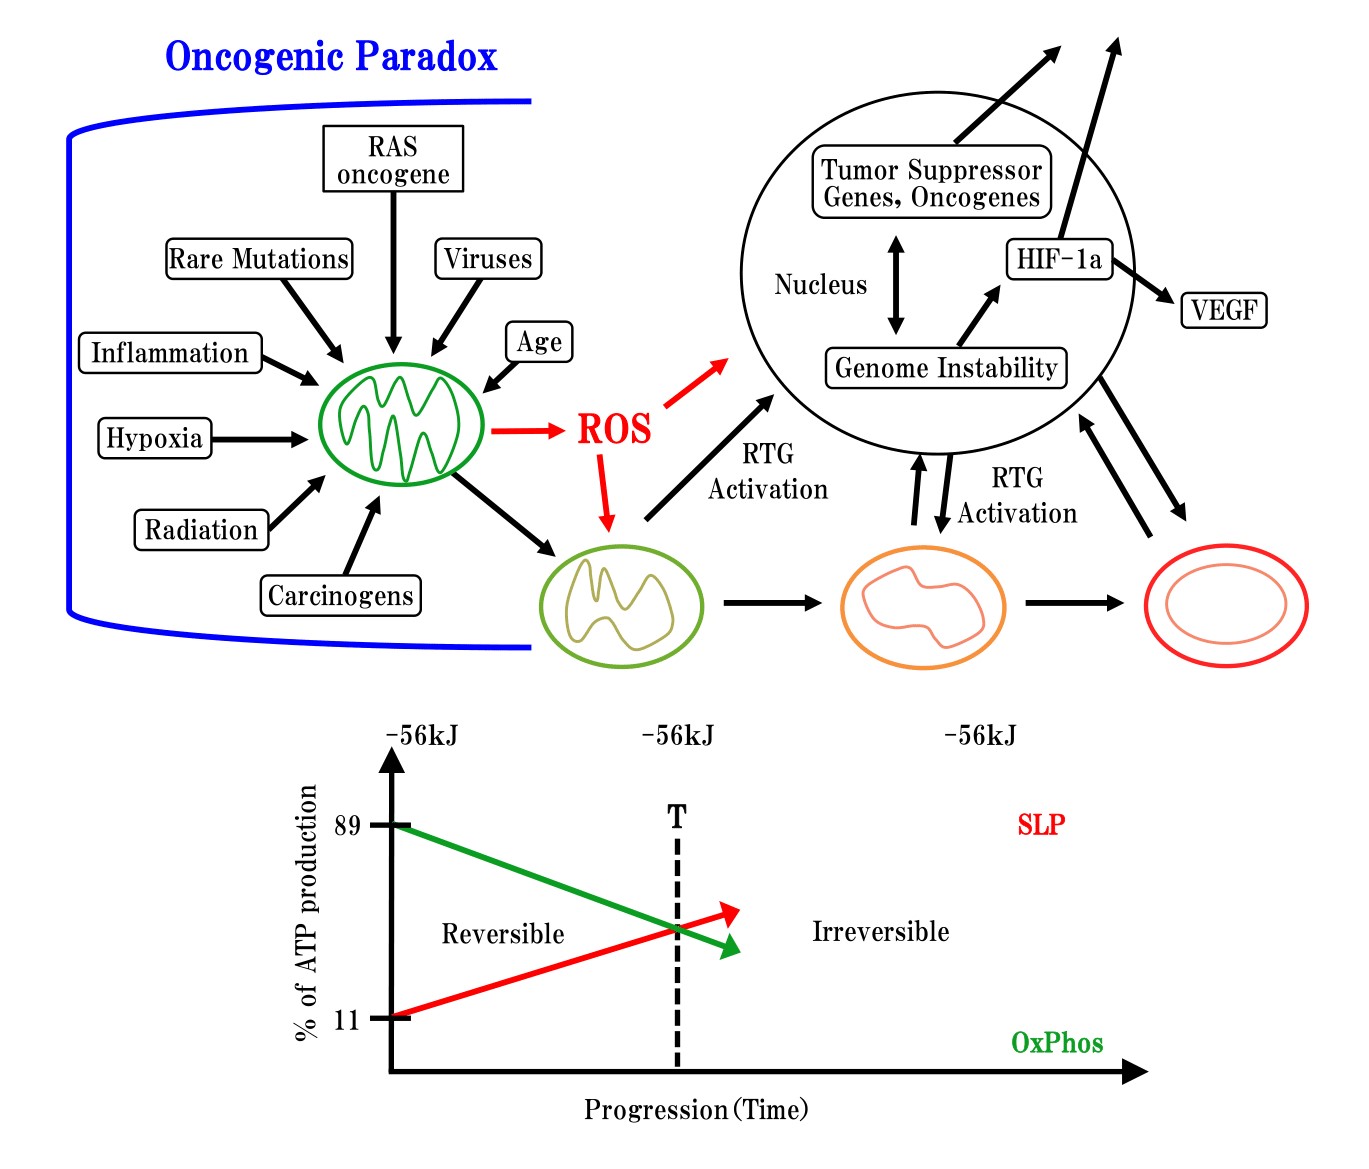 Oncogenic Paradox
RAS
oncogene
Rare Mutations
Viruses
Inflammation
Age
Hypoxia
ROS
Radiation
Carcinogens
Tumor Suppressor
Genes, Oncogenes
Nucleus
HIF-1a
VEGF
Genome Instability
RTG
Activation
RTG
Activation
-56kJ
-56kJ
-56kJ
% of ATP production
89
11
T
SLP
Reversible
Irreversible
OxPhos
Progression(Time)